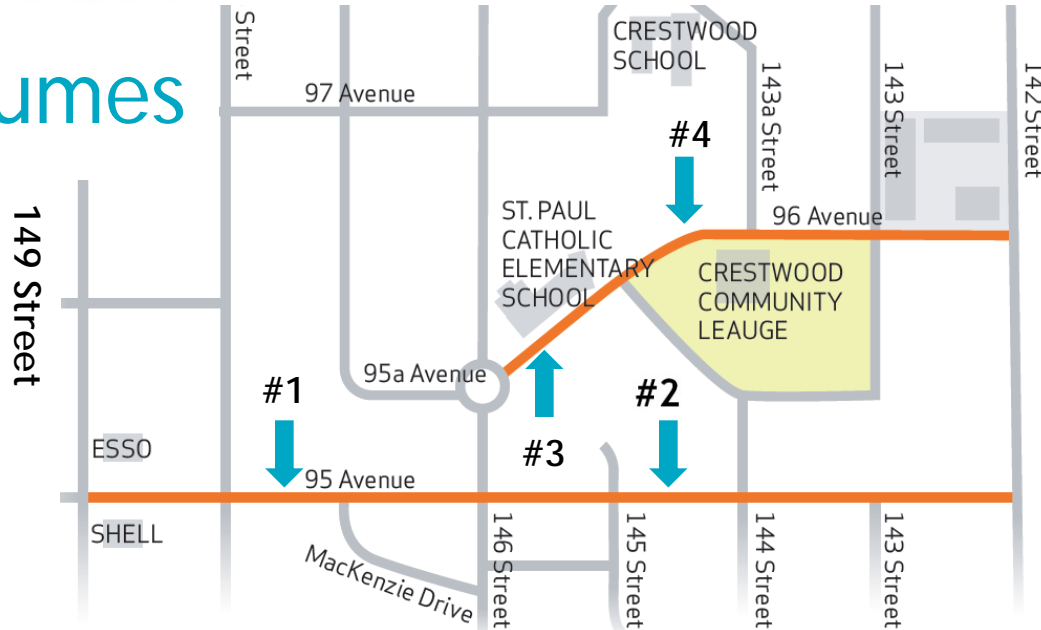 Street
CRESTWOOD
SCHOOL
umes
97 Avenue
143a Street
143 Street
142 Street
#4
149 Street
ST. PAUL
CATHOLIC
ELEMENTARY
SCHOOL
96 Avenue
CRESTWOOD
COMMUNITY
LEAUGE
95a Avenue
#1
#2
#3
ESSO
95 Avenue
SHELL
MacKenzie Drive
146 Street
145 Street
144 Street
143 Street